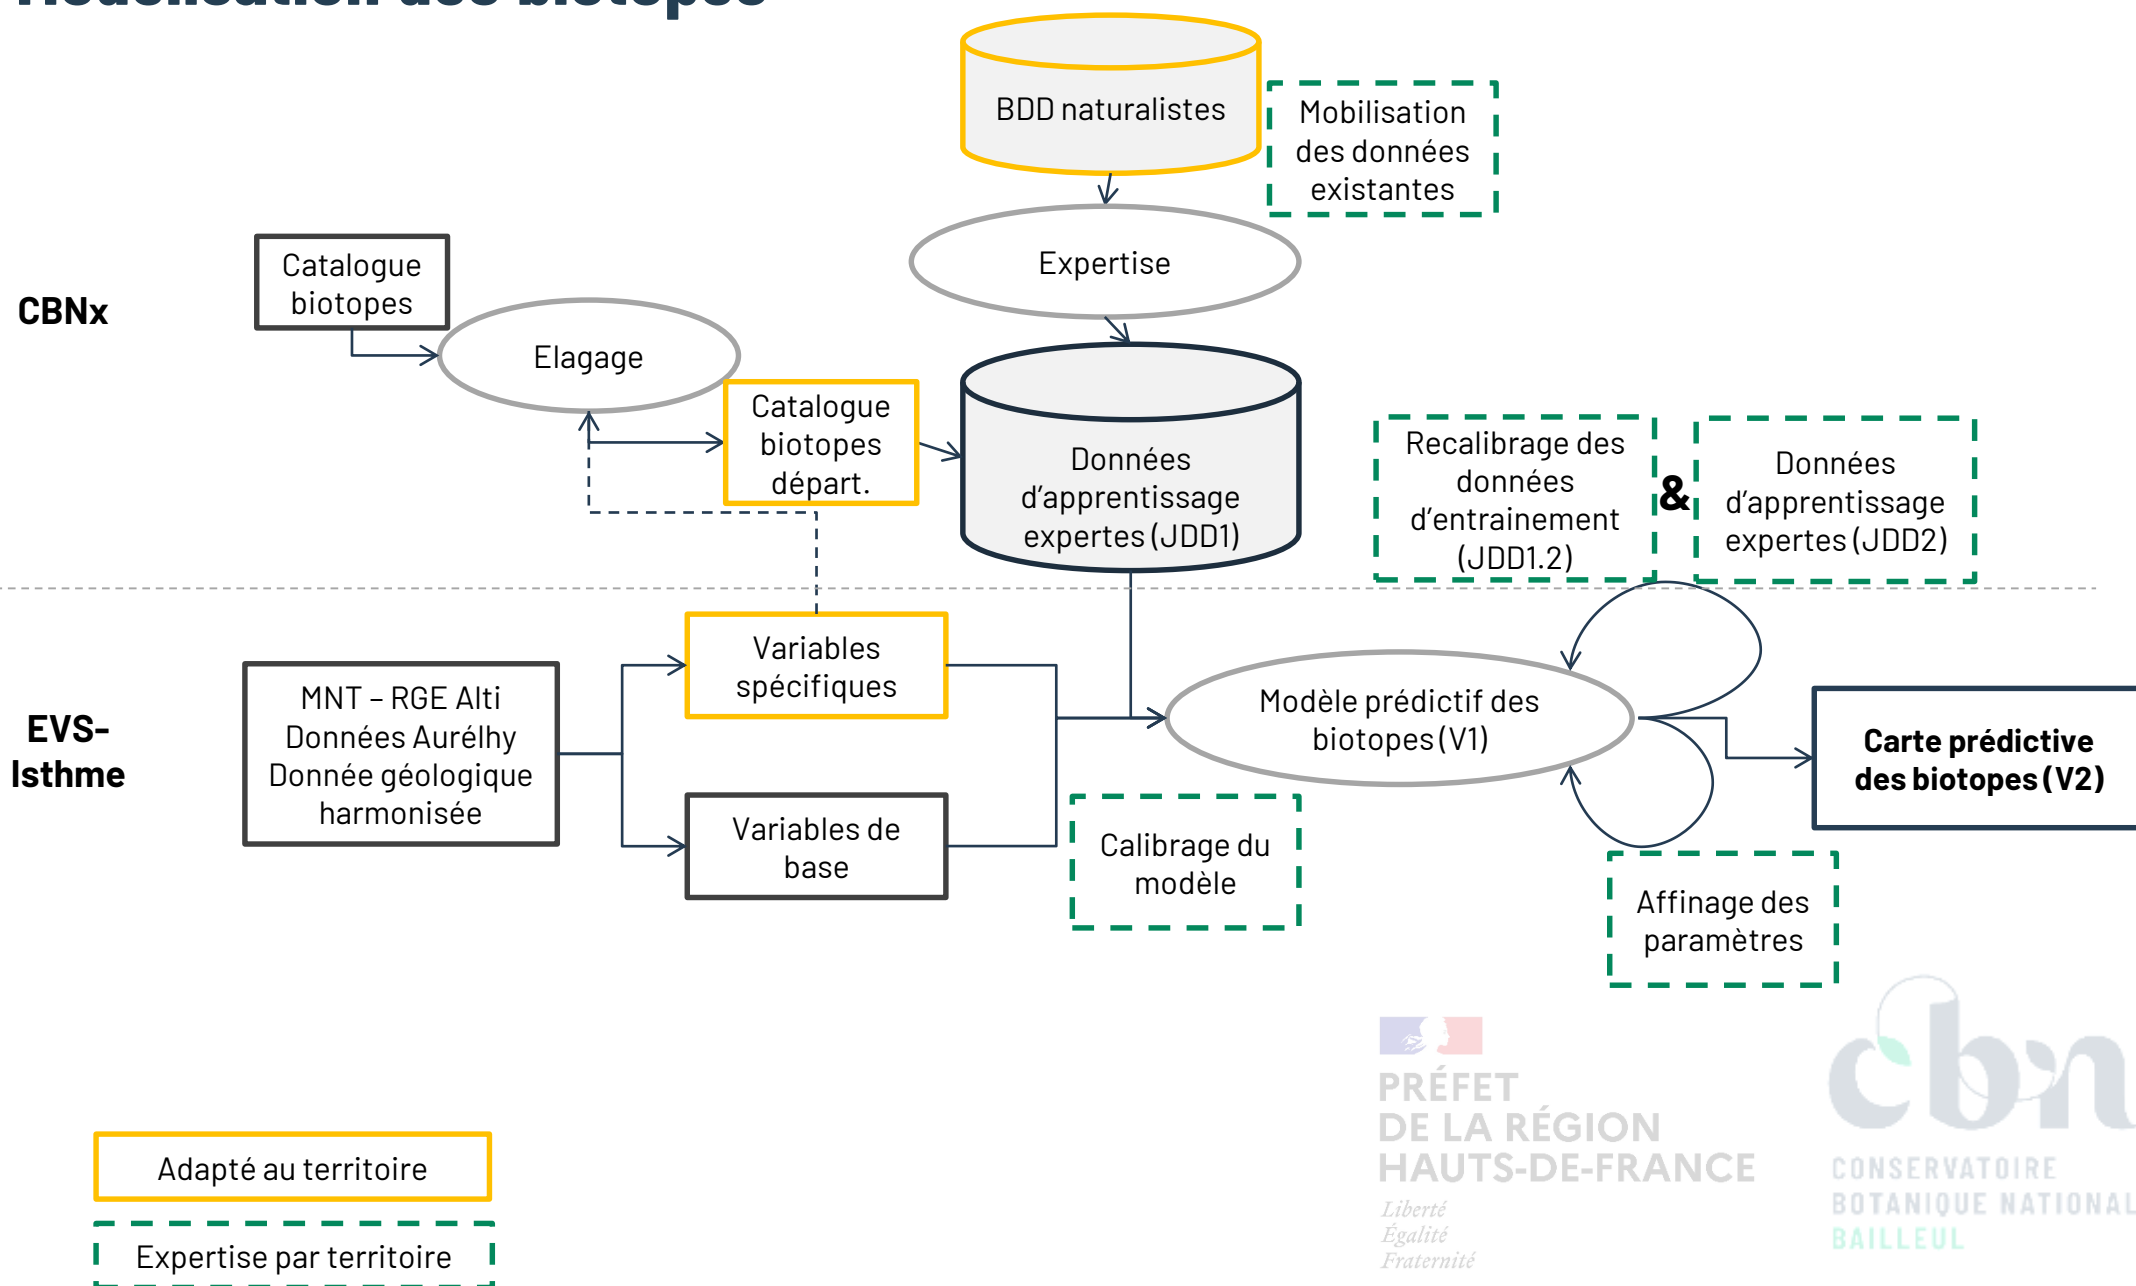 Modélisation des biotopes
BDD naturalistes
Mobilisation
des données
existantes
Expertise
Catalogue
biotopes
CBNx
Elagage
Catalogue
biotopes
départ.
Données
d'apprentissage
expertes (JDD1)
Recalibrage des
données
d'entrainement
(JDD1.2)
&
Données
d'apprentissage
expertes (JDD2)
Variables
spécifiques
MNT – RGE Alti
Données Aurélhy
Donnée géologique
harmonisée
EVS-
Isthme
Modèle prédictif des
biotopes (V1)
Carte prédictive
des biotopes (V2)
Variables de
base
Calibrage du
modèle
Affinage des
paramètres
PRÉFET
DE LA RÉGION
HAUTS-DE-FRANCE
Liberté
Égalité
Fraternité
cbn
CONSERVATOIRE
BOTANIQUE NATIONAL
BAILLEUL
Adapté au territoire
Expertise par territoire